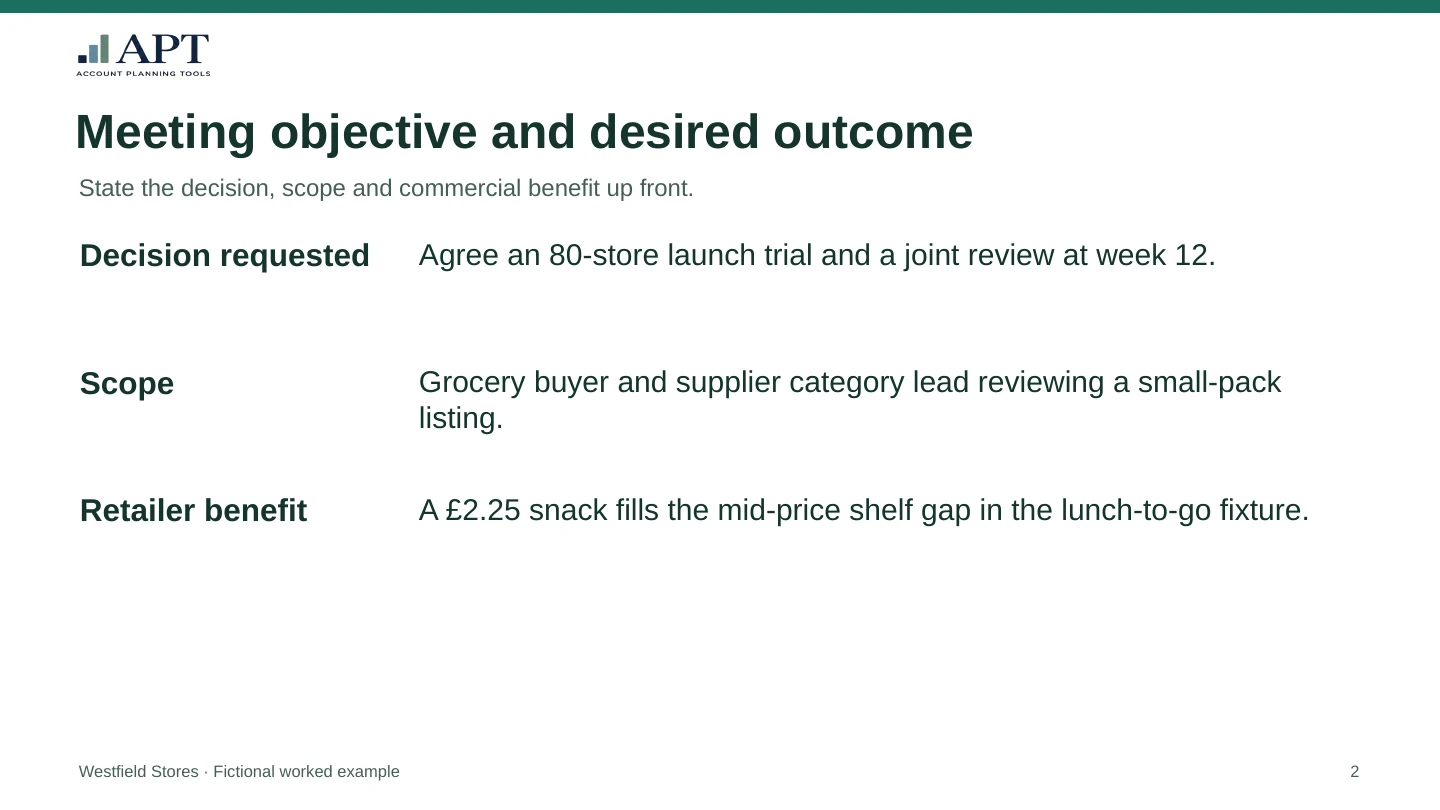 APT
ACCOUNT PLANNING TOOLS
Meeting objective and desired outcome
State the decision, scope and commercial benefit up front.
Decision requested
Agree an 80-store launch trial and a joint review at week 12.
Scope
Grocery buyer and supplier category lead reviewing a small-pack
listing.
Retailer benefit
A £2.25 snack fills the mid-price shelf gap in the lunch-to-go fixture.
Westfield Stores · Fictional worked example
2